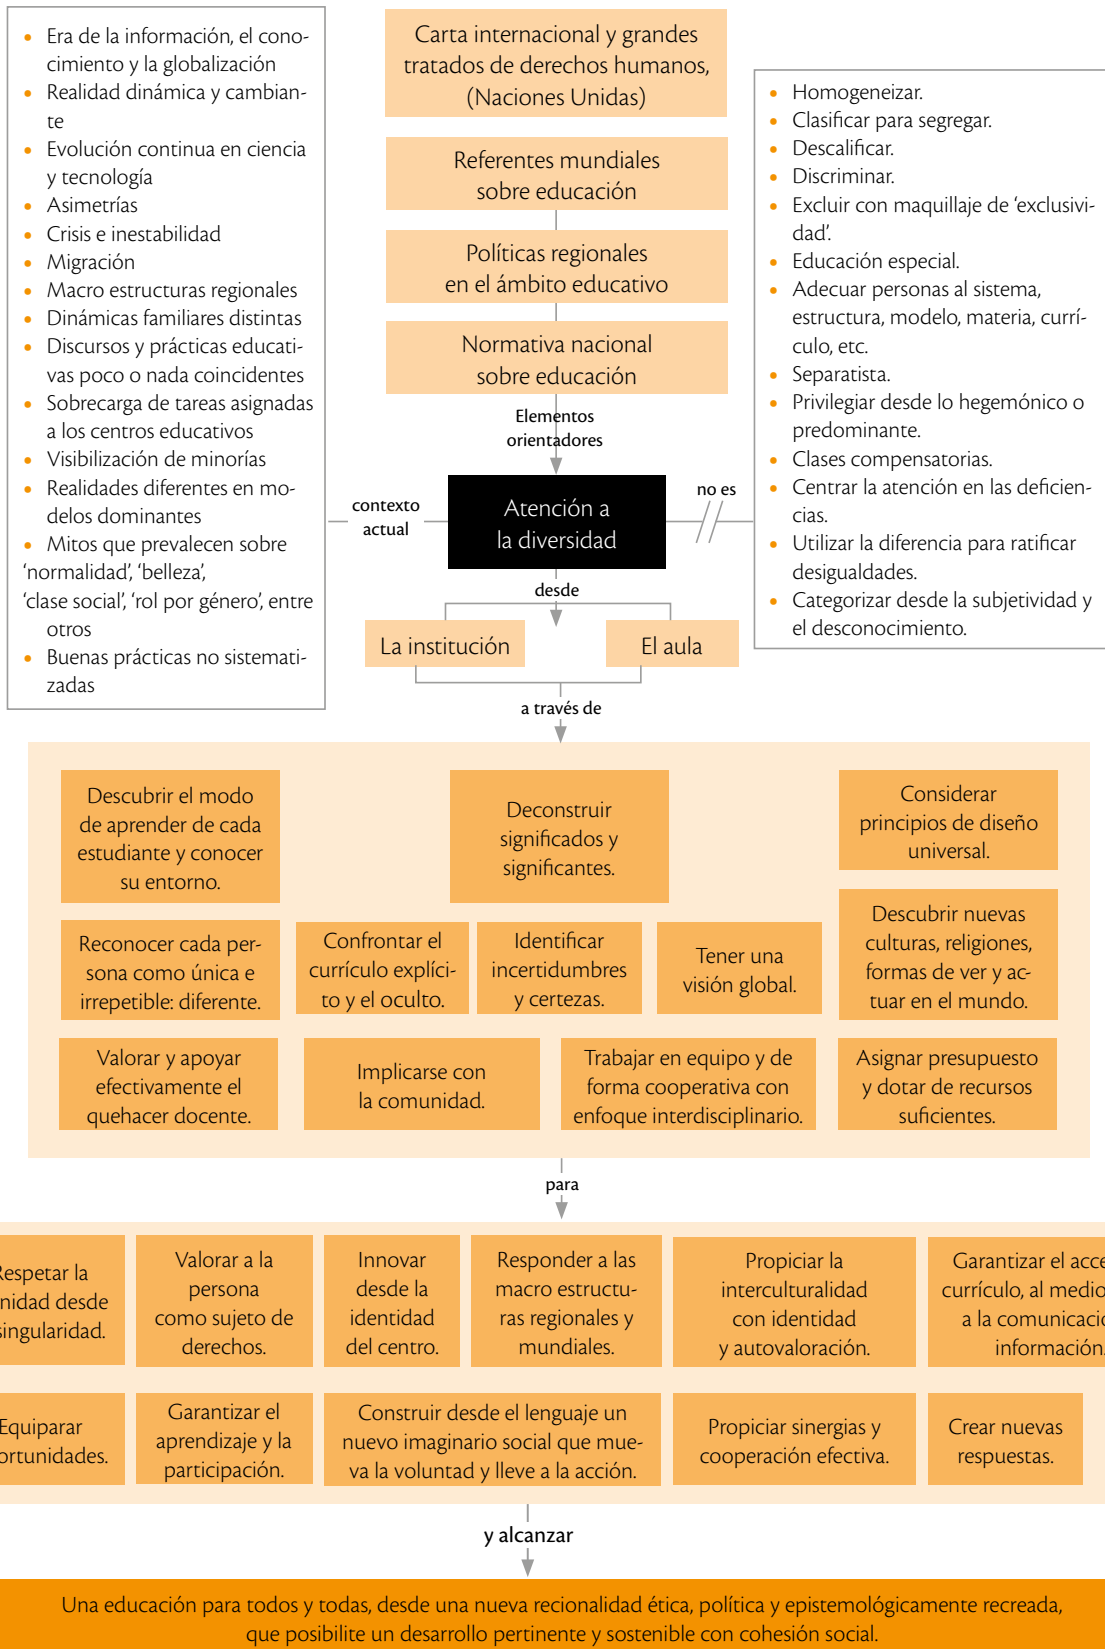 Carta internacional y grandes
tratados de derechos humanos,
(Naciones Unidas)
Referentes mundiales
sobre educación
Políticas regionales
en el ámbito educativo
Normativa nacional
sobre educación
Elementos
orientadores
• Era de la información, el cono-
cimiento y la globalización
• Realidad dinámica y cambian-
te
• Evolución continua en ciencia
y tecnología
• Asimetrías
• Crisis e inestabilidad
• Migración
• Macro estructuras regionales
• Dinámicas familiares distintas
• Discursos y prácticas educati-
vas poco o nada coincidentes
• Sobrecarga de tareas asignadas
a los centros educativos
• Visibilización de minorías
• Realidades diferentes en mo-
delos dominantes
• Mitos que prevalecen sobre
‘normalidad’, ‘belleza’,
‘clase social’, ‘rol por género’, entre
otros
• Buenas prácticas no sistemati-
zadas
contexto
actual
Atención a
la diversidad
no es
• Homogeneizar.
• Clasificar para segregar.
• Descalificar.
• Discriminar.
• Excluir con maquillaje de ‘exclusivi-
dad’.
• Educación especial.
• Adecuar personas al sistema,
estructura, modelo, materia, currí-
culo, etc.
• Separatista.
• Privilegiar desde lo hegemónico o
predominante.
• Clases compensatorias.
• Centrar la atención en las deficien-
cias.
• Utilizar la diferencia para ratificar
desigualdades.
• Categorizar desde la subjetividad y
el desconocimiento.
desde
La institución
El aula
a través de
Descubrir el modo
de aprender de cada
estudiante y conocer
su entorno.
Deconstruir
significados y
significantes.
Considerar
principios de diseño
universal.
Reconocer cada per-
sona como única e
irrepetible: diferente.
Confrontar el
currículo explíci-
to y el oculto.
Identificar
incertidumbres
y certezas.
Tener una
visión global.
Descubrir nuevas
culturas, religiones,
formas de ver y ac-
tuar en el mundo.
Valorar y apoyar
efectivamente el
quehacer docente.
Implicarse con
la comunidad.
Trabajar en equipo y de
forma cooperativa con
enfoque interdisciplinario.
Asignar presupuesto
y dotar de recursos
suficientes.
para
la
desde
singularidad.
Valorar a la
persona
como sujeto de
derechos.
Innovar
desde la
identidad
del centro.
Responder a las
macro estructu-
ras regionales y
mundiales.
Propiciar la
interculturalidad
con identidad
y autovaloración.
Garantizar el
currículo, al
a la
información.
Equiparar
Garantizar el
aprendizaje y la
participación.
Construir desde el lenguaje un
nuevo imaginario social que mue-
va la voluntad y lleve a la acción.
Propiciar sinergias y
cooperación efectiva.
Crear nuevas
respuestas.
y alcanzar
Una educación para todos y todas, desde una nueva recionalidad ética, política y epistemológicamente recreada,
que posibilite un desarrollo pertinente y sostenible con cohesión social.